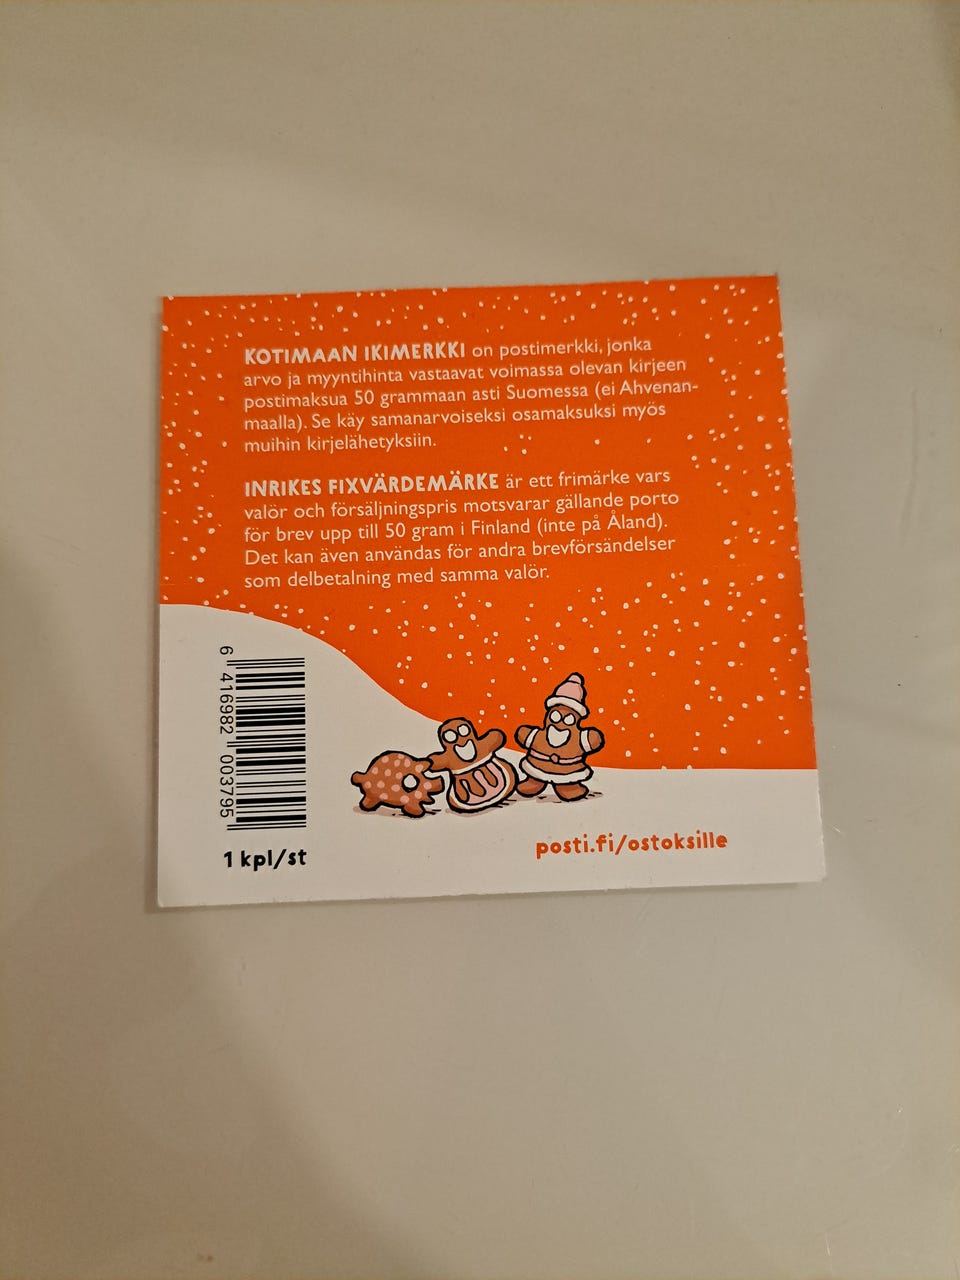 KOTIMAAN IKIMERKKI on postimerkki, jonka
arvo ja myyntihinta vastaavat voimassa olevan kirjeen
postimaksua 50 grammaan asti Suomessa (ei Ahvenan-
maalla). Se käy samanarvoiseksi osamaksuksi myös
muihin kirjelähetyksiin.
INRIKES FIXVÄRDEMÄRKE är ett frimärke vars
valör och försäljningspris motsvarar gällande porto
för brev upp till 50 gram i Finland (inte på Åland).
Det kan även användas för andra brevförsändelser
som delbetalning med samma valör.
6 416982 003795
1 kpl/st
posti.fi/ostoksille